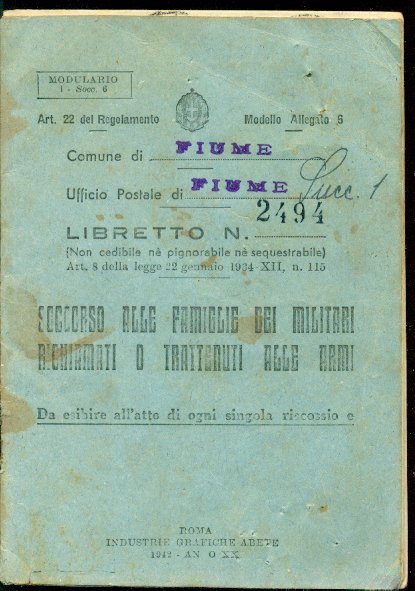 MODULARIO
1 - Socc. 6
Art. 22 del Regolamento
Modello Allegato 6
Comune di FIUME
Ufficio Postale di FIUME Succ. 1
LIBRETTO N. 2494
(Non cedibile nè pignorabile nè sequestrabile)
Art. 8 della legge 22 gennaio 1934-XII, n. 115
SOCCORSO ALLE FAMIGLIE DEI MILITARI
RICHIAMATI O TRATTENUTI ALLE ARMI
Da esibire all'atto di ogni singola riscossio e
ROMA
INDUSTRIE GRAFICHE ABETE
1942 - AN O XX